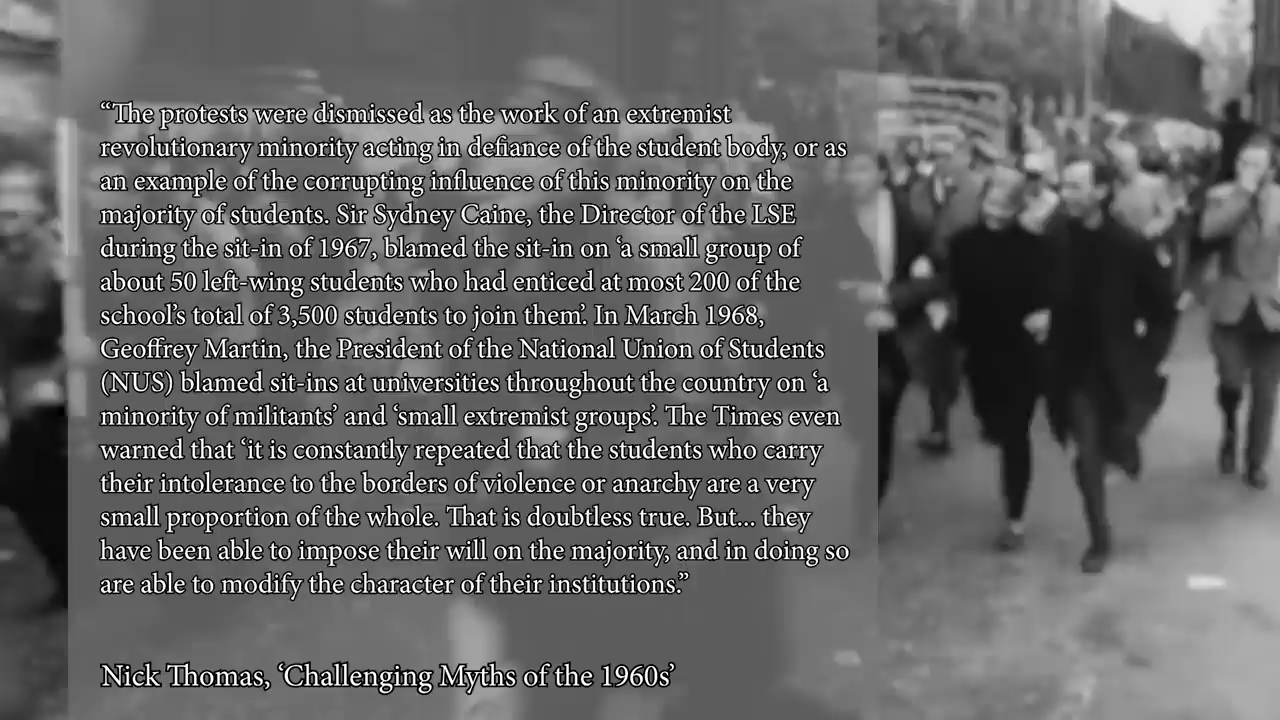 “The protests were dismissed as the work of an extremist
revolutionary minority acting in defiance of the student body, or as
an example of the corrupting influence of this minority on the
majority of students. Sir Sydney Caine, the Director of the LSE
during the sit-in of 1967, blamed the sit-in on ‘a small group of
about 50 left-wing students who had enticed at most 200 of the
school’s total of 3,500 students to join them’. In March 1968,
Geoffrey Martin, the President of the National Union of Students
(NUS) blamed sit-ins at universities throughout the country on ‘a
minority of militants’ and ‘small extremist groups’. The Times even
warned that ‘it is constantly repeated that the students who carry
their intolerance to the borders of violence or anarchy are a very
small proportion of the whole. That is doubtless true. But... they
have been able to impose their will on the majority, and in doing so
are able to modify the character of their institutions.”
Nick Thomas, ‘Challenging Myths of the 1960s’